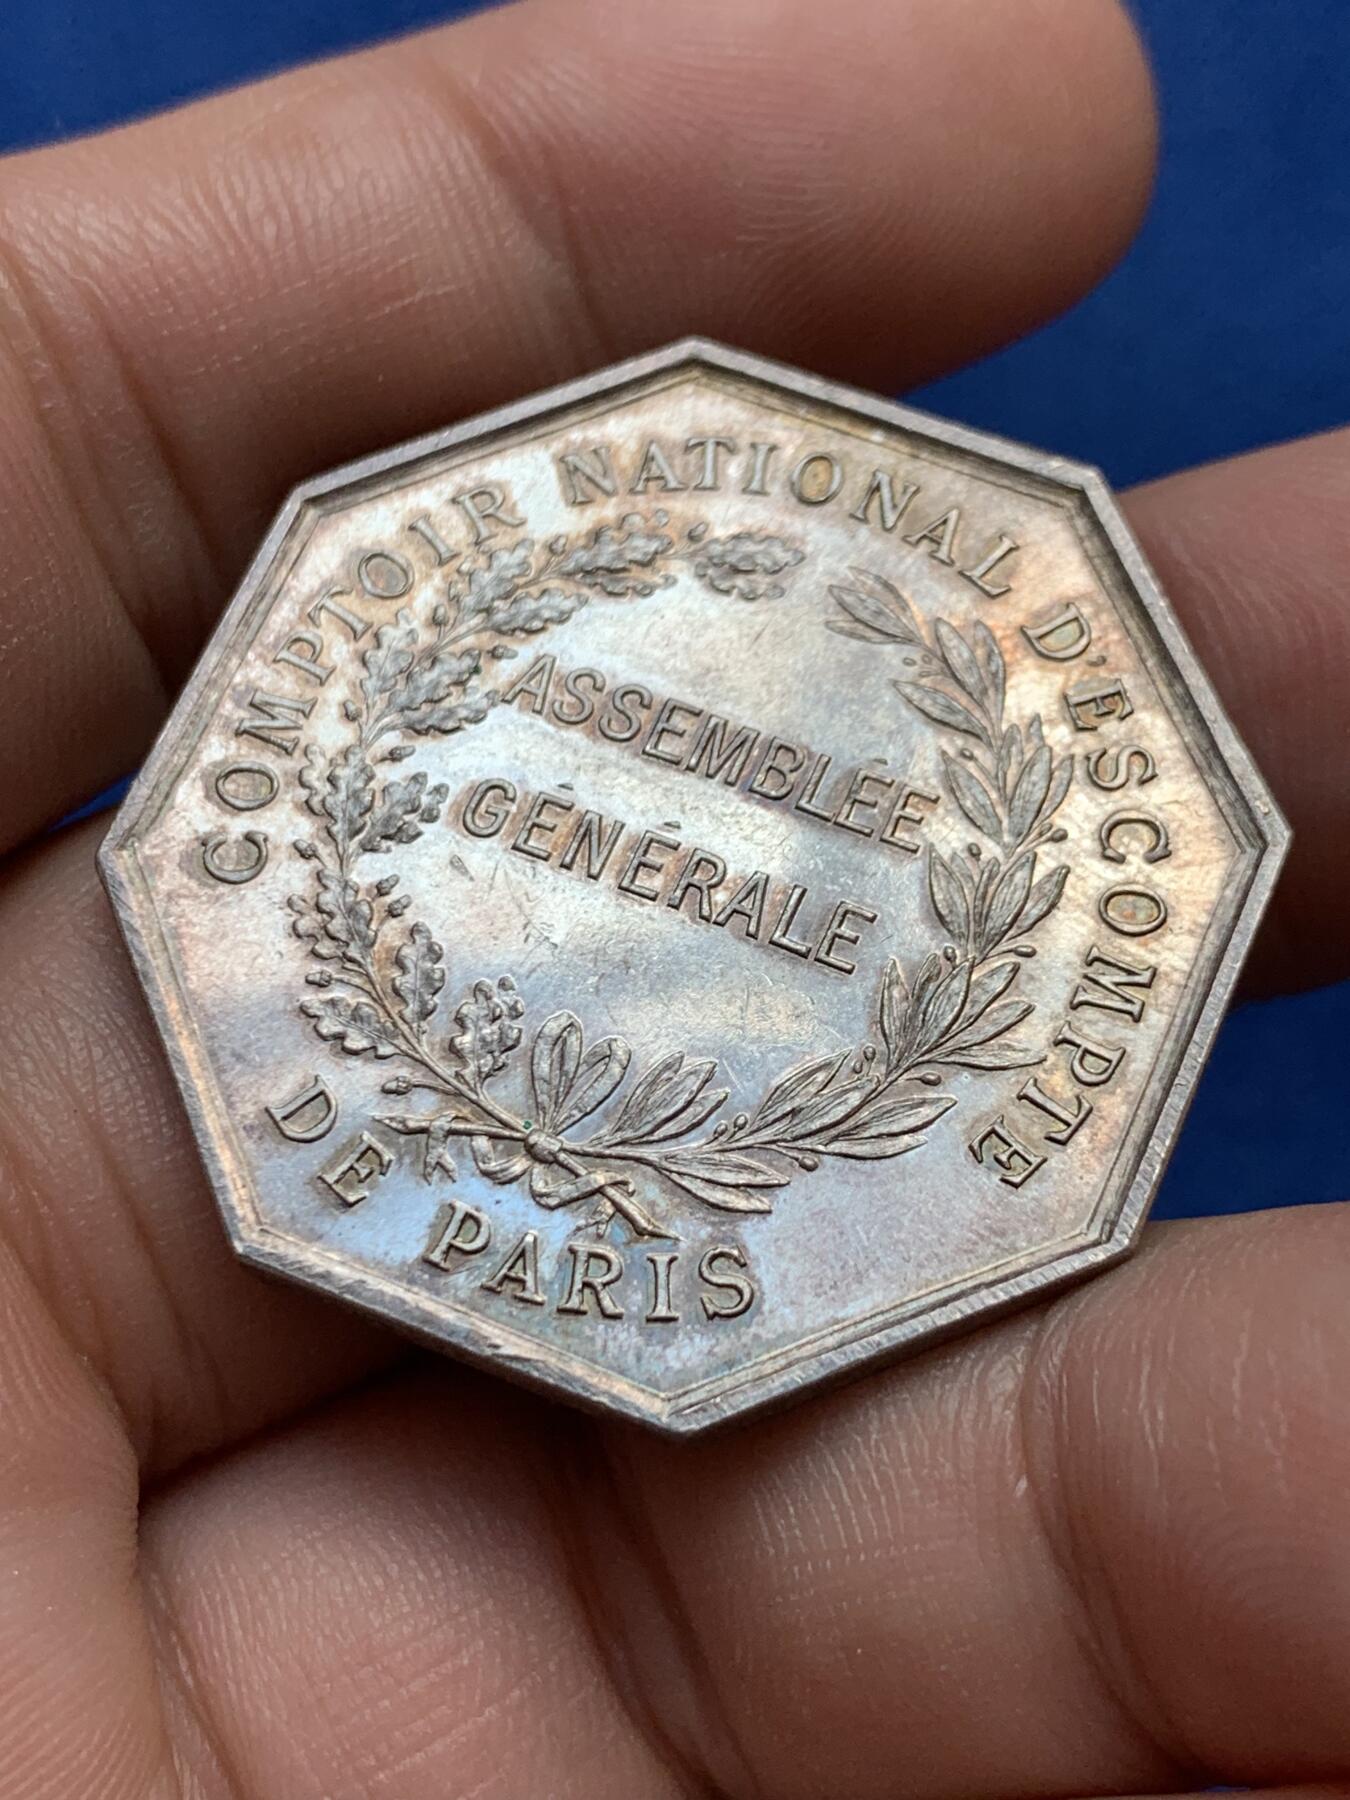 COMPTOIR NATIONAL D'ESCOMPTE
DE PARIS
ASSEMBLÉE
GÉNÉRALE